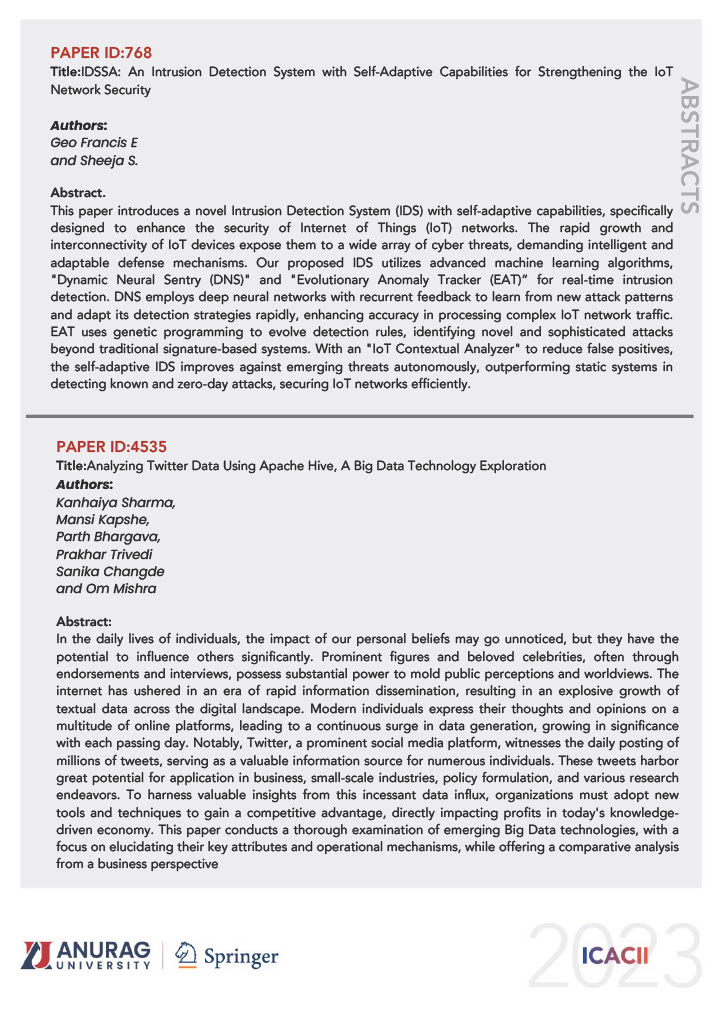 PAPER ID:768
Title:IDSSA: An Intrusion Detection System with Self-Adaptive Capabilities for Strengthening the IoT
Network Security
Authors:
Geo Francis E
and Sheeja S.
Abstract.
This paper introduces a novel Intrusion Detection System (IDS) with self-adaptive capabilities, specifically
designed to enhance the security of Internet of Things (IoT) networks. The rapid growth and
interconnectivity of IoT devices expose them to a wide array of cyber threats, demanding intelligent and
adaptable defense mechanisms. Our proposed IDS utilizes advanced machine learning algorithms,
"Dynamic Neural Sentry (DNS)" and "Evolutionary Anomaly Tracker (EAT)” for real-time intrusion
detection. DNS employs deep neural networks with recurrent feedback to learn from new attack patterns
and adapt its detection strategies rapidly, enhancing accuracy in processing complex IoT network traffic.
EAT uses genetic programming to evolve detection rules, identifying novel and sophisticated attacks
beyond traditional signature-based systems. With an "IoT Contextual Analyzer" to reduce false positives,
the self-adaptive IDS improves against emerging threats autonomously, outperforming static systems in
detecting known and zero-day attacks, securing IoT networks efficiently.
ABSTRACTS
PAPER ID:4535
Title:Analyzing Twitter Data Using Apache Hive, A Big Data Technology Exploration
Authors:
Kanhaiya Sharma,
Mansi Kapshe,
Parth Bhargava,
Prakhar Trivedi
Sanika Changde
and Om Mishra
Abstract:
In the daily lives of individuals, the impact of our personal beliefs may go unnoticed, but they have the
potential to influence others significantly. Prominent figures and beloved celebrities, often through
endorsements and interviews, possess substantial power to mold public perceptions and worldviews. The
internet has ushered in an era of rapid information dissemination, resulting in an explosive growth of
textual data across the digital landscape. Modern individuals express their thoughts and opinions on a
multitude of online platforms, leading to a continuous surge in data generation, growing in significance
with each passing day. Notably, Twitter, a prominent social media platform, witnesses the daily posting of
millions of tweets, serving as a valuable information source for numerous individuals. These tweets harbor
great potential for application in business, small-scale industries, policy formulation, and various research
endeavors. To harness valuable insights from this incessant data influx, organizations must adopt new
tools and techniques to gain a competitive advantage, directly impacting profits in today's knowledge-
driven economy. This paper conducts a thorough examination of emerging Big Data technologies, with a
focus on elucidating their key attributes and operational mechanisms, while offering a comparative analysis
from a business perspective
ANURAG
UNIVERSITY
Springer
2023
ICACII